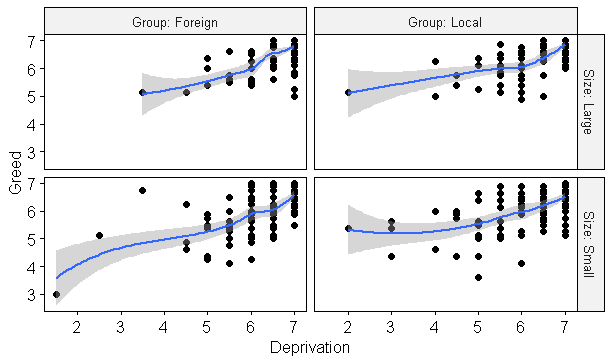 Group: Foreign
Group: Local
7
6
5
4
3
Size: Large
Greed
7
6
5
4
3
Size: Small
2 3 4 5 6 7
2 3 4 5 6 7
Deprivation